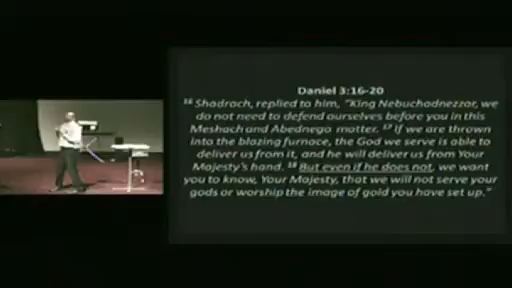 Daniel 3:16-20
16 Shadrach, replied to him, "King Nebuchadnezzar, we
do not need to defend ourselves before you in this
Meshach and Abednego matter. 17 If we are thrown
into the blazing furnace, the God we serve is able to
deliver us from it, and he will deliver us from Your
Majesty's hand. 18 But even if he does not, we want
you to know, Your Majesty, that we will not serve your
gods or worship the image of gold you have set up."